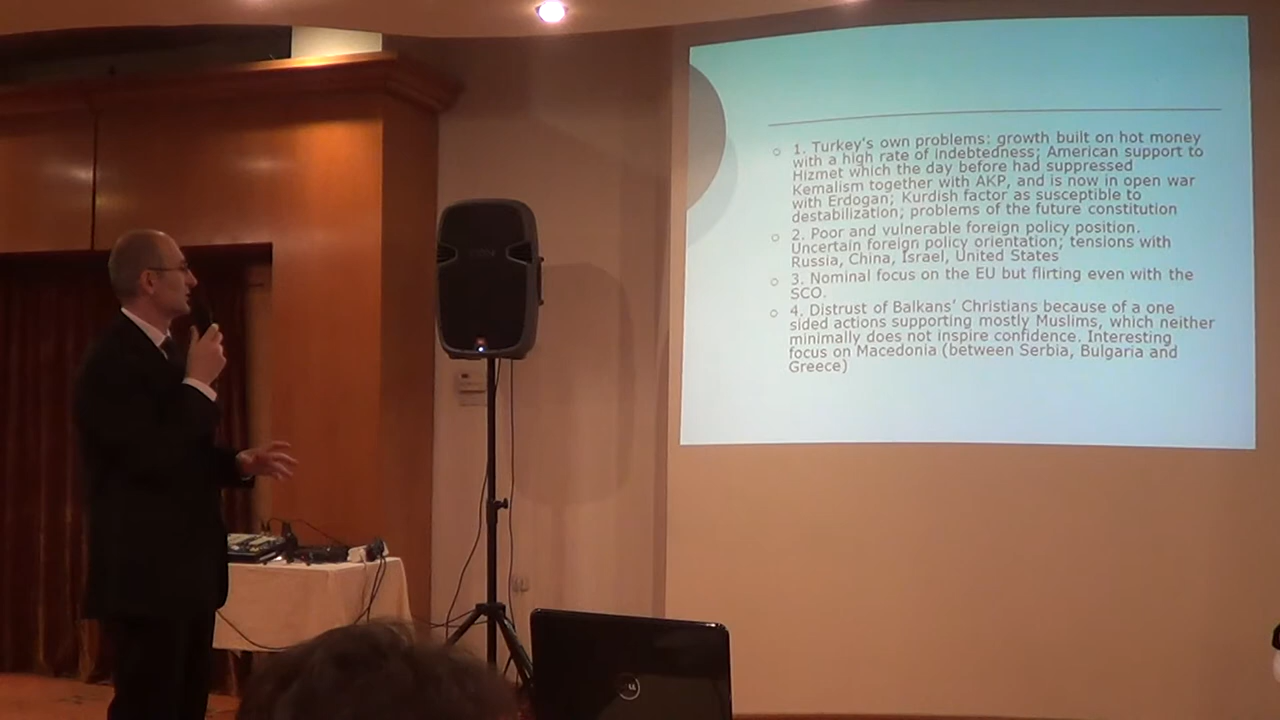 1. Turkey's own problems: growth built on hot money
with a high rate of indebtedness; American support to
Hizmet which the day before had suppressed
Kemalism together with AKP, and is now in open war
with Erdogan; Kurdish factor as susceptible to
destabilization; problems of the future constitution
2. Poor and vulnerable foreign policy position.
Uncertain foreign policy orientation; tensions with
Russia, China, Israel, United States
3. Nominal focus on the EU but flirting even with the
SCO.
4. Distrust of Balkans' Christians because of a one
sided actions supporting mostly Muslims, which neither
minimally does not inspire confidence. Interesting
focus on Macedonia (between Serbia, Bulgaria and
Greece)
DELL